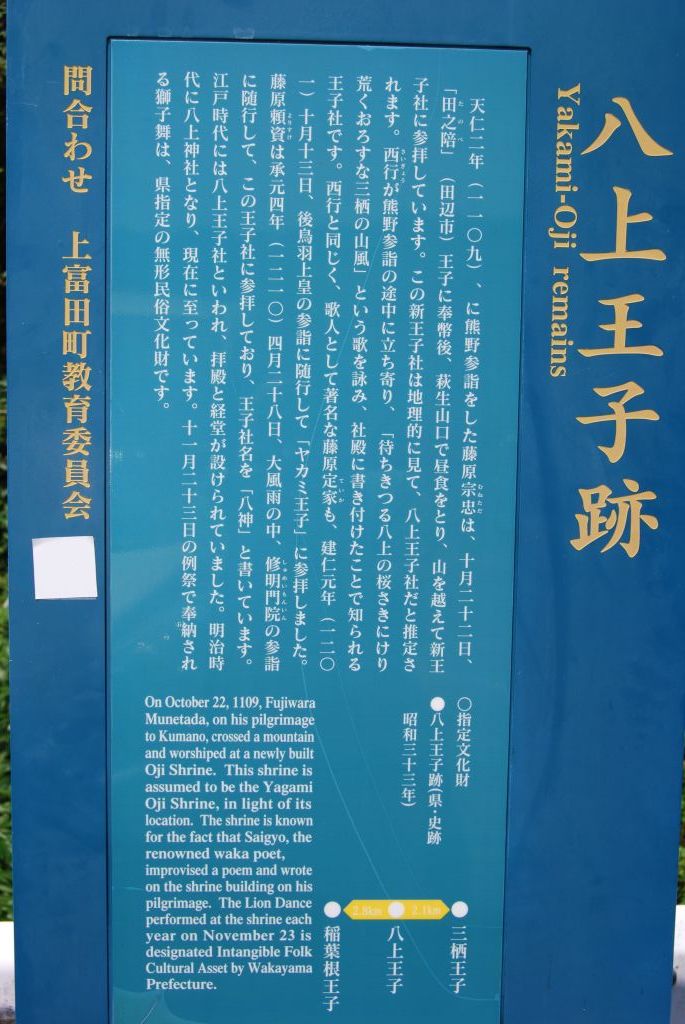 八上王子跡
Yakami-Oji remains
天仁二年(一一〇九)、に熊野参詣をした藤原宗忠は、十月二十二日、
「田之陪」(田辺市)王子に奉幣後、萩生山口で昼食をとり、山を越えて新王
子社に参拝しています。この新王子社は地理的に見て、八上王子社だと推定さ
れます。西行が熊野参詣の途中に立ち寄り、「待ちきつる八上の桜さきにけり
荒くおろすな三栖の山風」という歌を詠み、社殿に書き付けたことで知られる
王子社です。西行と同じく、歌人として著名な藤原定家も、建仁元年(一二〇
一)十月十三日、後鳥羽上皇の参詣に随行して「ヤカミ王子」に参拝しました。
藤原頼資は承元四年(一二一〇)四月二十八日、大風雨の中、修明門院の参詣
に随行して、この王子社に参拝しており、王子社名を「八神」と書いています。
江戸時代には八上王子社といわれ、拝殿と経堂が設けられていました。明治時
代に八上神社となり、現在に至っています。十一月二十三日の例祭で奉納され
る獅子舞は、県指定の無形民俗文化財です。
○指定文化財
●八上王子跡(県・史跡
昭和三十三年)
On October 22, 1109, Fujiwara
Munetada, on his pilgrimage
to Kumano, crossed a mountain
and worshiped at a newly built
Oji Shrine. This shrine is
assumed to be the Yagami
Oji Shrine, in light of its
location. The shrine is known
for the fact that Saigyo, the
renowned waka poet,
improvised a poem and wrote
on the shrine building on his
pilgrimage. The Lion Dance
performed at the shrine each
year on November 23 is
designated Intangible Folk
Cultural Asset by Wakayama
Prefecture.
2.8km 2.1km
三栖王子
八上王子
稲葉根王子
問合わせ 上富田町教育委員会